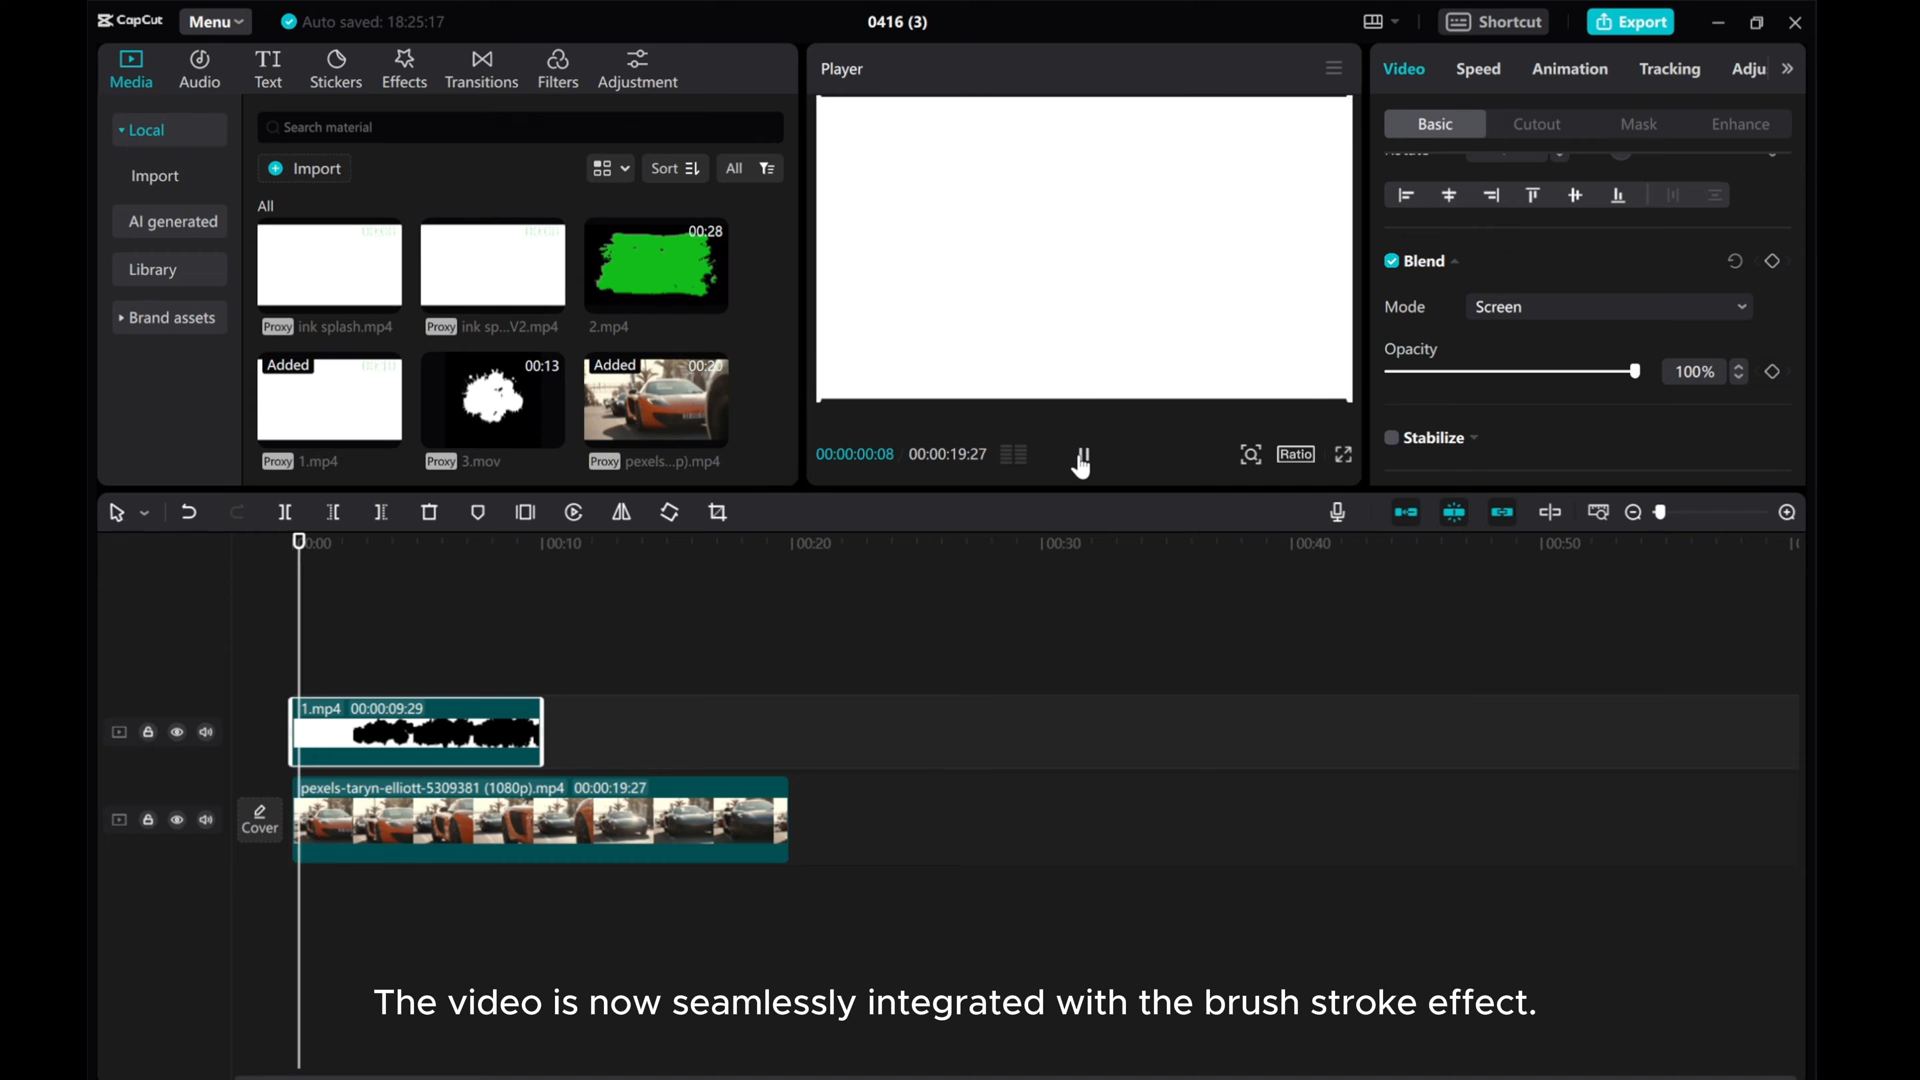 CapCut
Menu
Auto saved: 18:25:17
0416 (3)
Shortcut
Export
Media
Audio
Text
Stickers
Effects
Transitions
Filters
Adjustment
Player
Video
Speed
Animation
Tracking
Adju
Local
Import
AI generated
Library
Brand assets
Search material
Import
Sort
All
All
00:28
Proxy ink splash.mp4
Proxy ink sp...V2.mp4
2.mp4
Added
00:13
Added
00:20
Proxy 1.mp4
Proxy 3.mov
Proxy pexels...p).mp4
00:00:00:08 / 00:00:19:27
Ratio
Basic
Cutout
Mask
Enhance
Blend
Mode
Screen
Opacity
100%
Stabilize
00:00
00:10
00:20
00:30
00:40
00:50
1.mp4 00:00:09:29
pexels-taryn-elliott-5309381 (1080p).mp4 00:00:19:27
Cover
The video is now seamlessly integrated with the brush stroke effect.